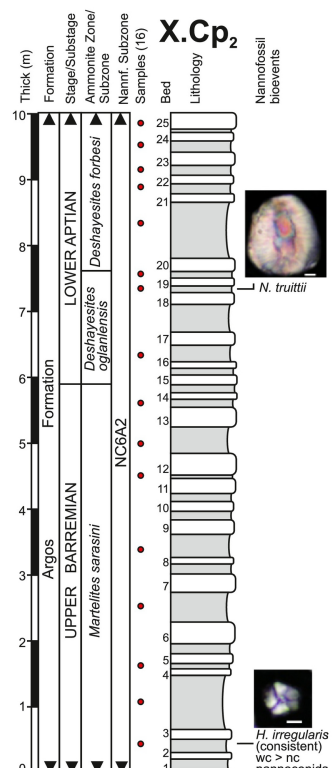 X.Cp2
Thick (m)
Formation
Stage/Substage
Ammonite Zone/
Subzone
Nannf. Subzone
Samples (16)
Bed
Lithology
Nannofossil
bioevents
10
9
8
7
6
5
4
3
2
1
0
Argos Formation
LOWER APTIAN
UPPER BARREMIAN
Deshayesites forbesi
Deshayesites
oglanlensis
Martelites sarasini
NC6A2
25
24
23
22
21
20
19
18
17
16
15
14
13
12
11
10
9
8
7
6
5
4
3
2
1
N. truittii
H. irregularis
(consistent)
wc > nc